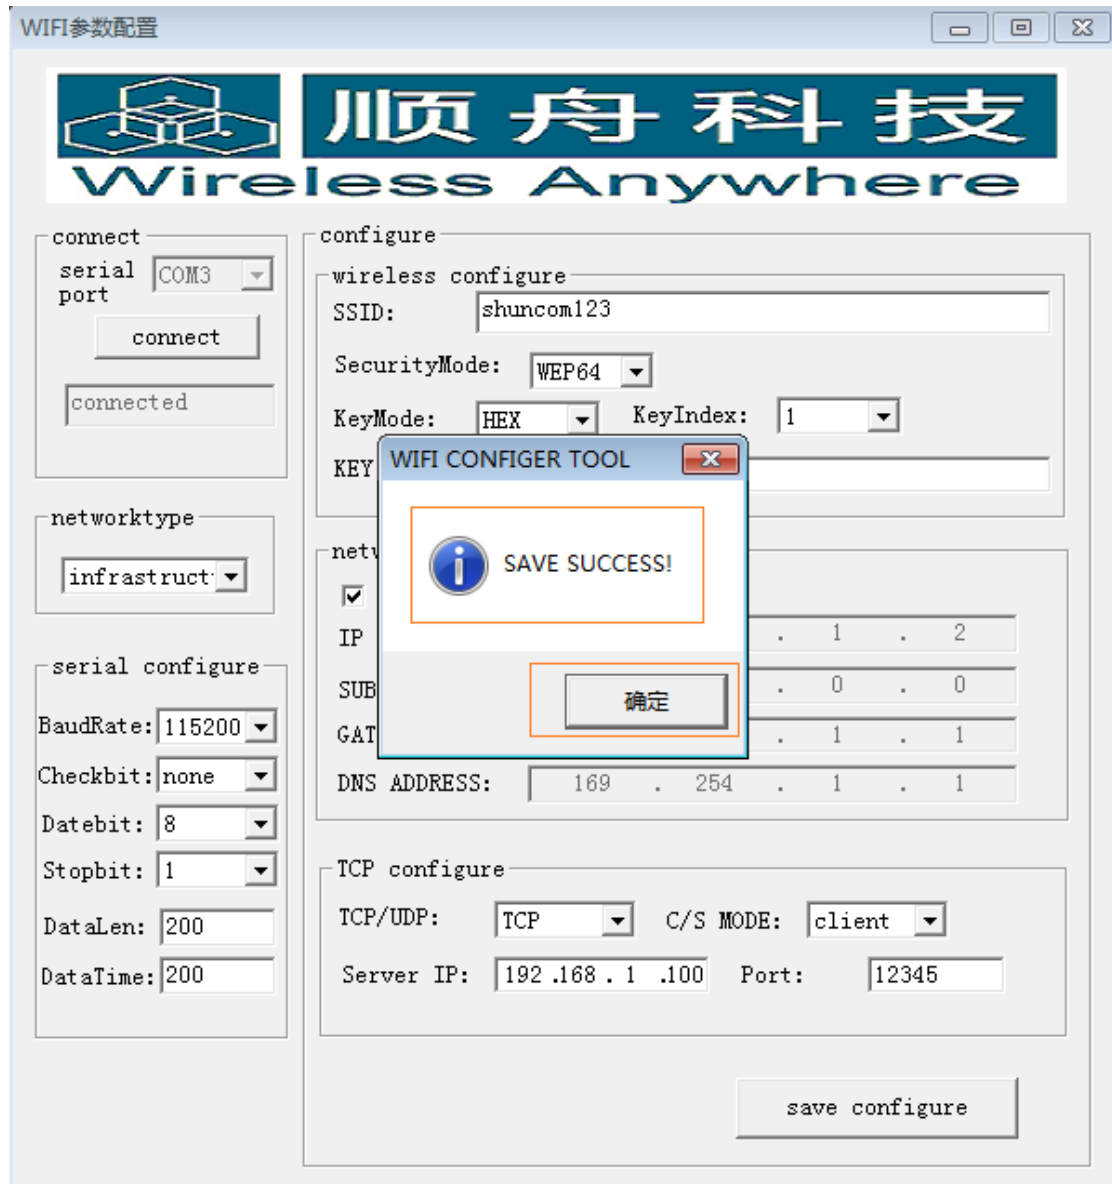 WIFI参数配置
顺舟科技
Wireless Anywhere
connect
serial port
COM3
connect
connected
networktype
infrastruct
serial configure
BaudRate: 115200
Checkbit: none
Datebit: 8
Stopbit: 1
DataLen: 200
DataTime: 200
configure
wireless configure
SSID: shuncom123
SecurityMode: WEP64
KeyMode: HEX KeyIndex: 1
KEY
WIFI CONFIGER TOOL
SAVE SUCCESS!
确定
netw
IP . 1 . 2
SUB . 0 . 0
GAT . 1 . 1
DNS ADDRESS: 169 . 254 . 1 . 1
TCP configure
TCP/UDP: TCP C/S MODE: client
Server IP: 192 .168 . 1 .100 Port: 12345
save configure